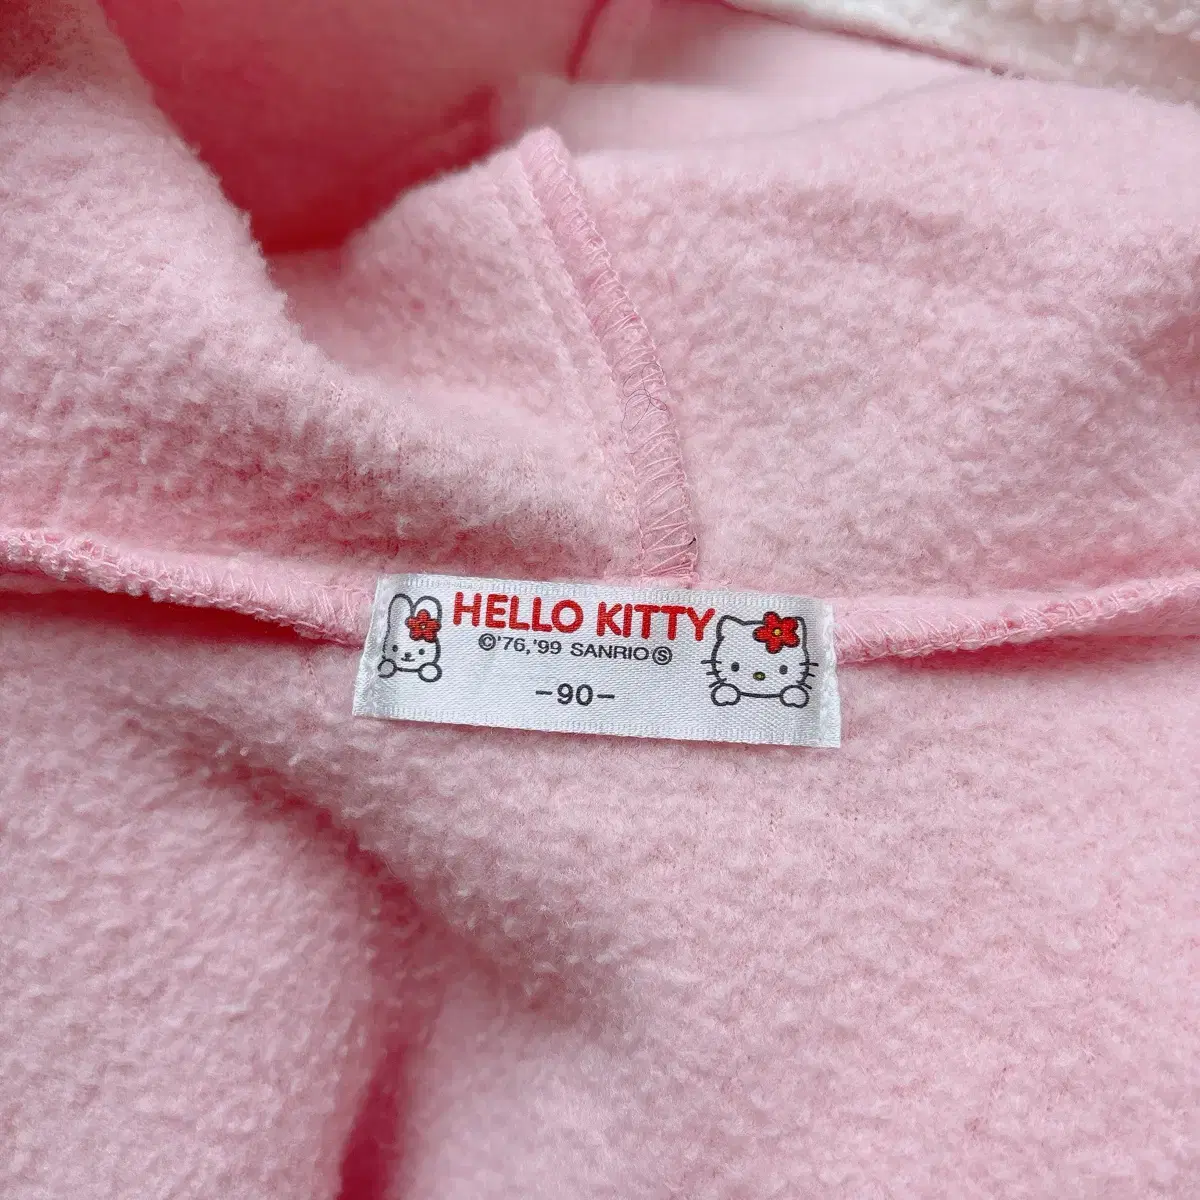 HELLO KITTY
©'76,'99 SANRIO Ⓢ
-90-